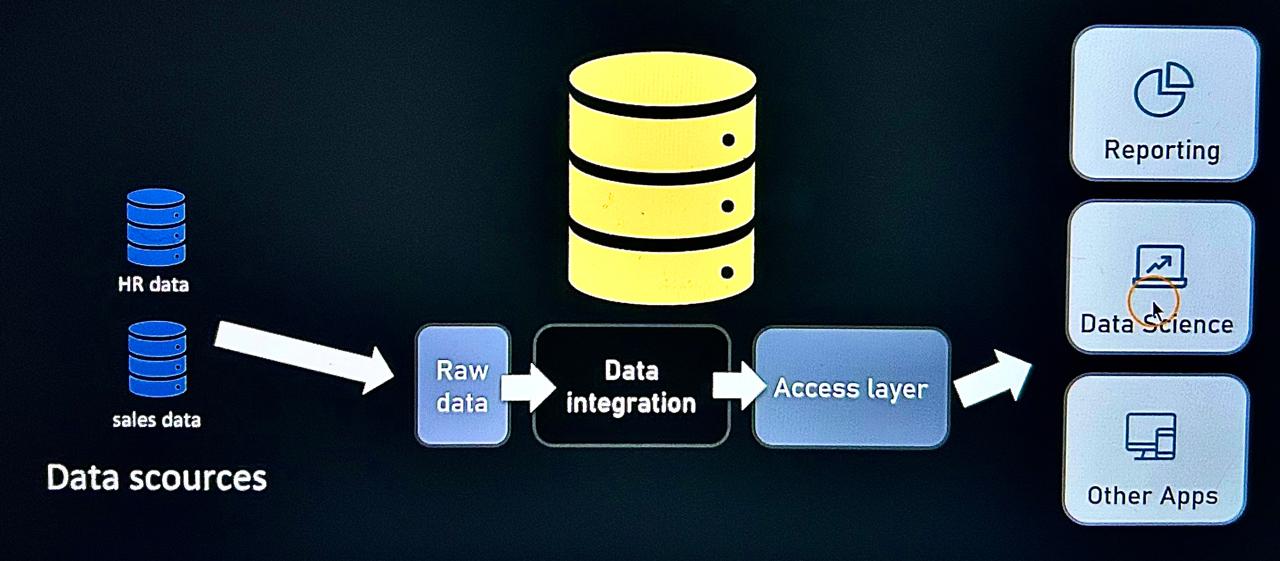 HR data
sales data
Data scources
Raw
data
Data
integration
Access layer
Reporting
Data Science
Other Apps